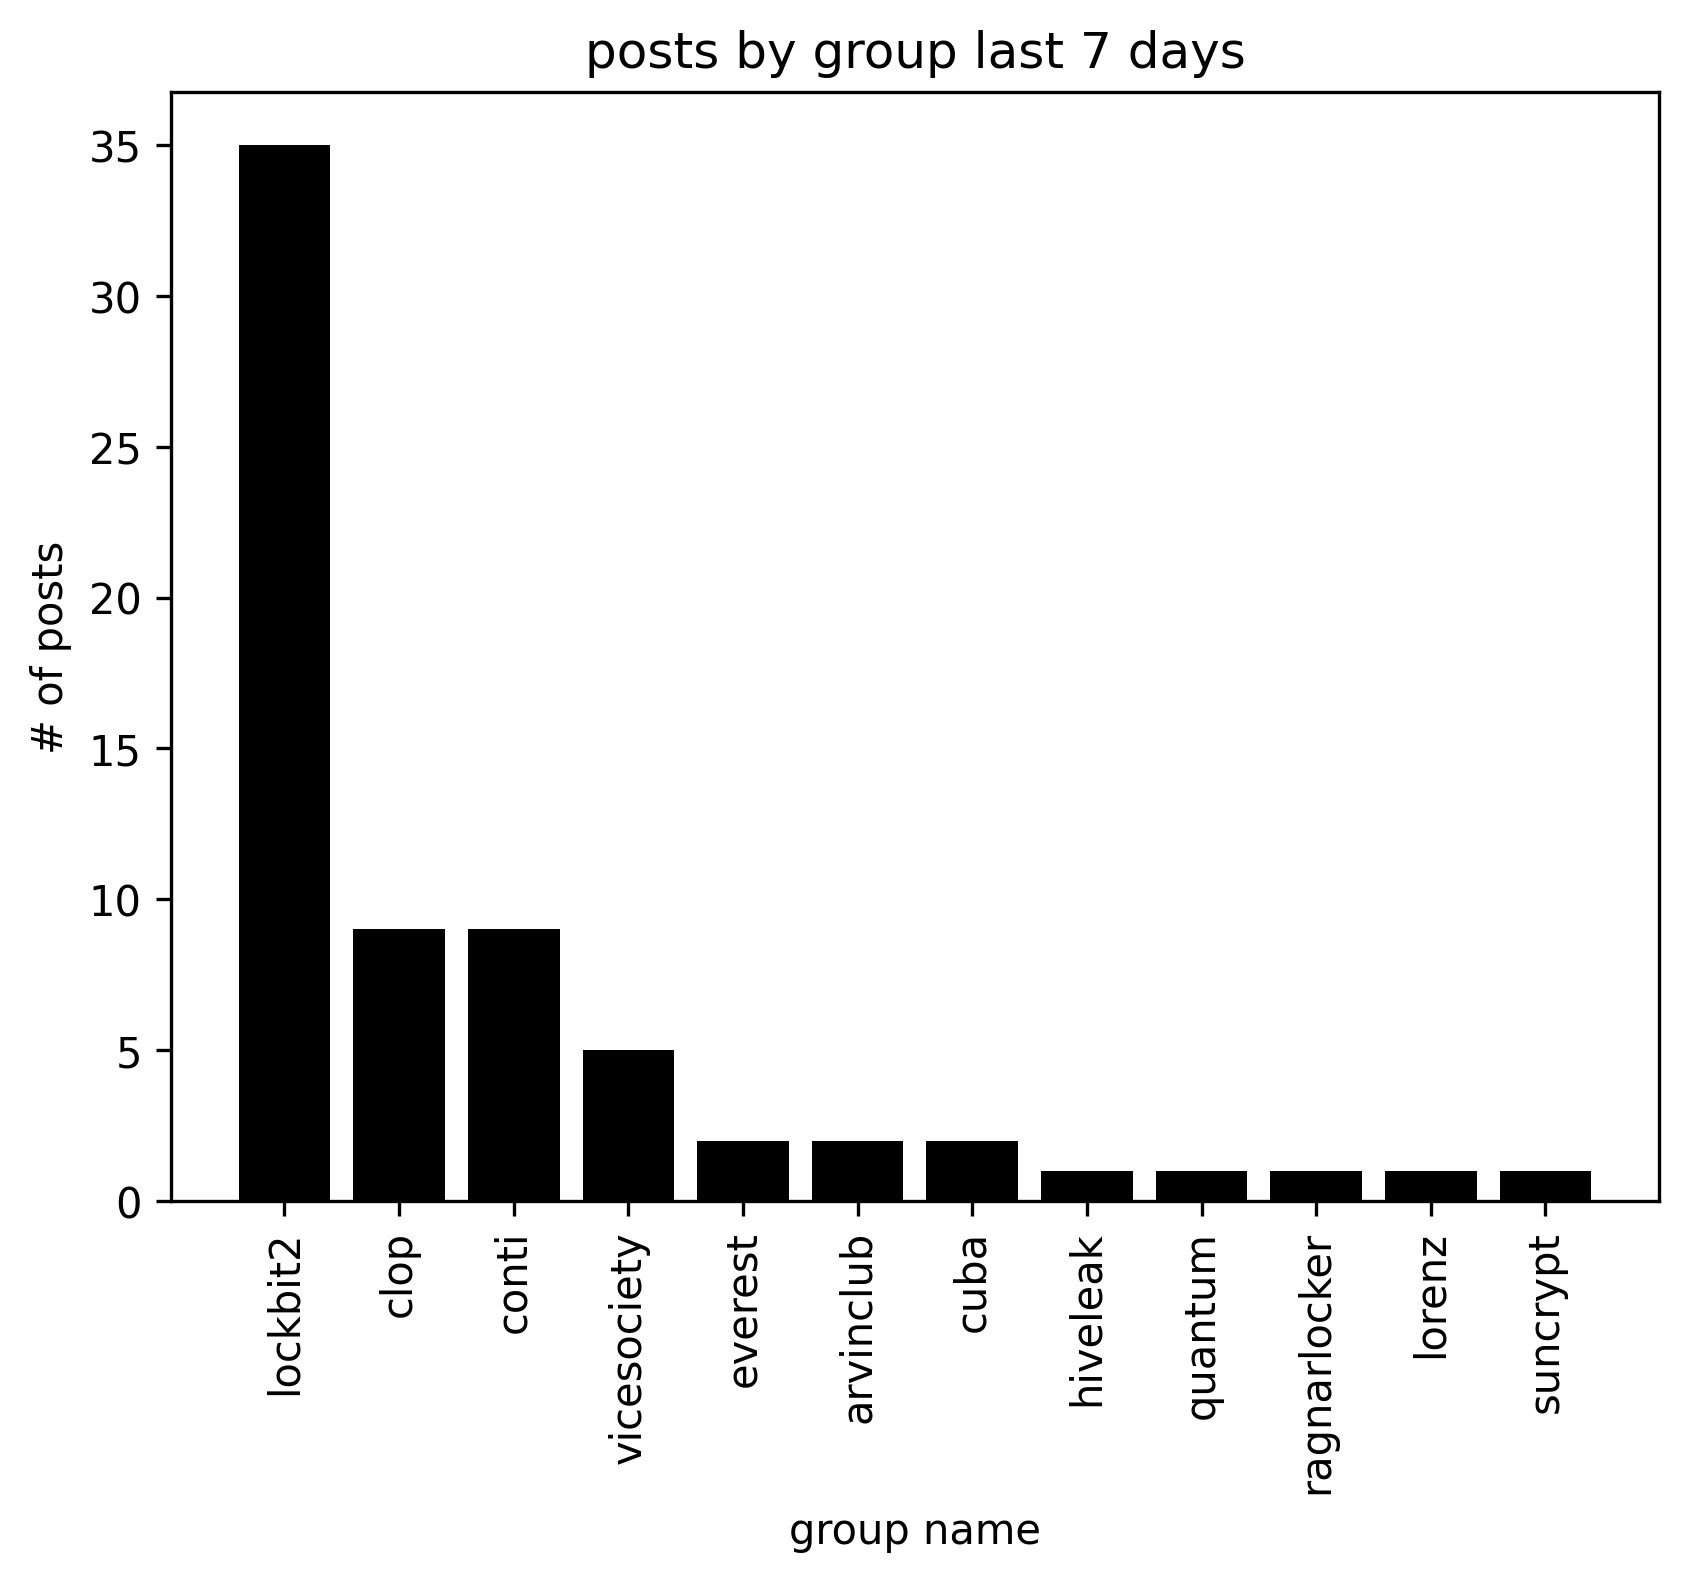 posts by group last 7 days
# of posts
35
30
25
20
15
10
5
0
lockbit2
clop
conti
vicesociety
everest
arvinclub
cuba
hiveleak
quantum
ragnarlocker
lorenz
suncrypt
group name